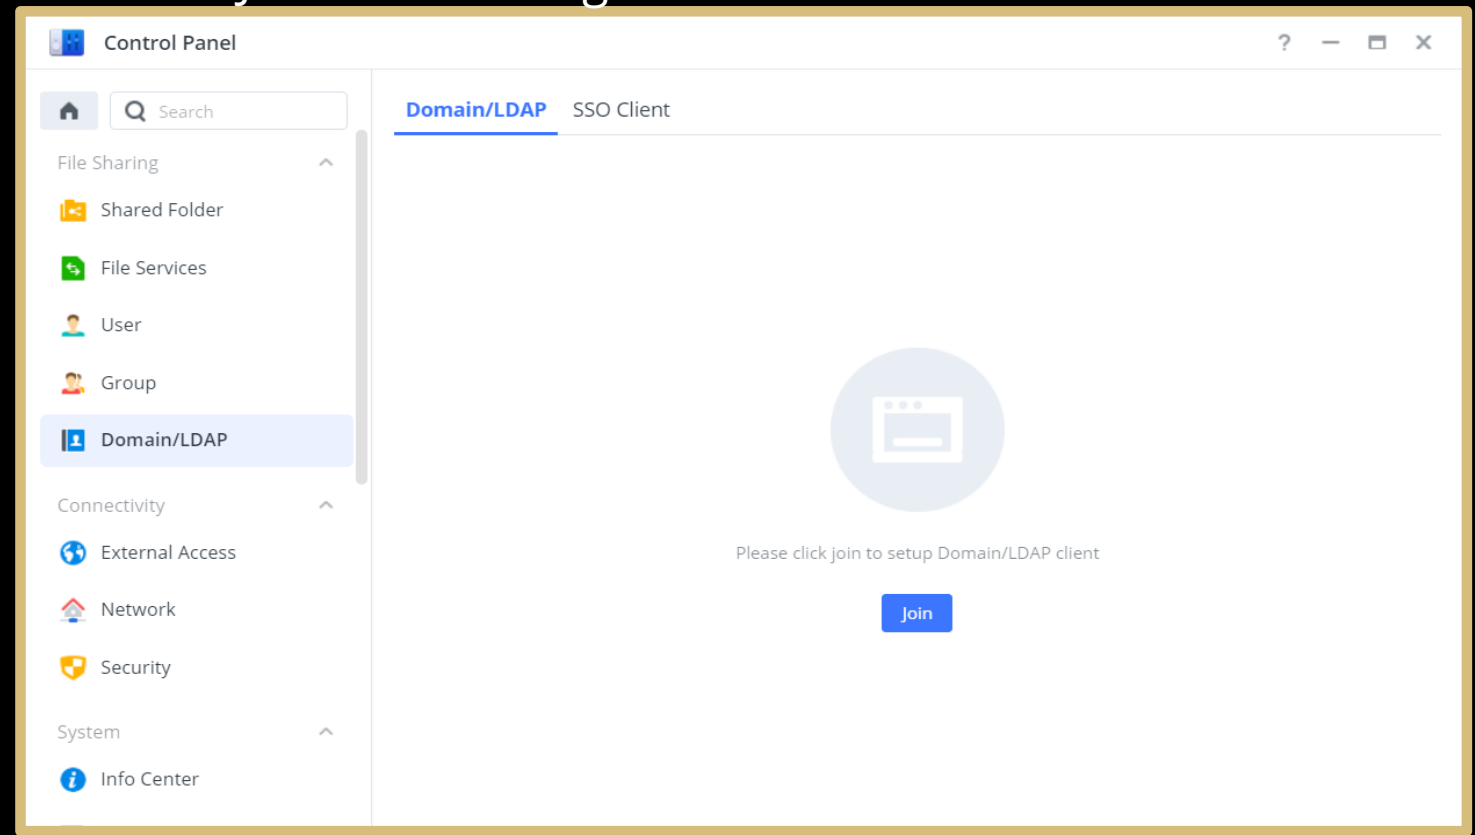 Control Panel
?
Search
Domain/LDAP SSO Client
File Sharing
Shared Folder
File Services
User
Group
Domain/LDAP
Connectivity
External Access
Network
Security
System
Info Center
Please click join to setup Domain/LDAP client
Join